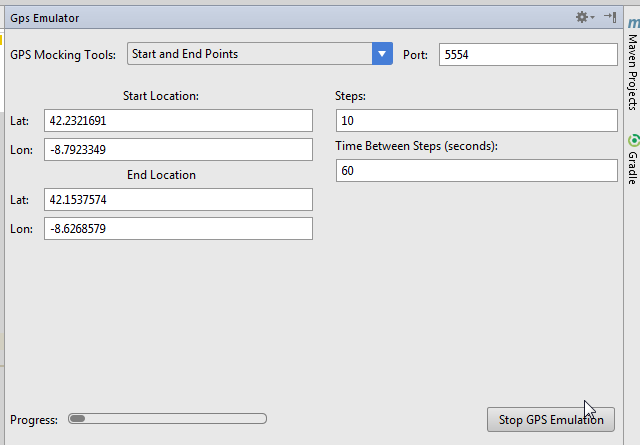 Gps Emulator
GPS Mocking Tools: Start and End Points Port: 5554
Start Location:
Lat: 42.2321691
Lon: -8.7923349
End Location
Lat: 42.1537574
Lon: -8.6268579
Steps:
10
Time Between Steps (seconds):
60
Progress:
Stop GPS Emulation
m
Maven Projects
Gradle